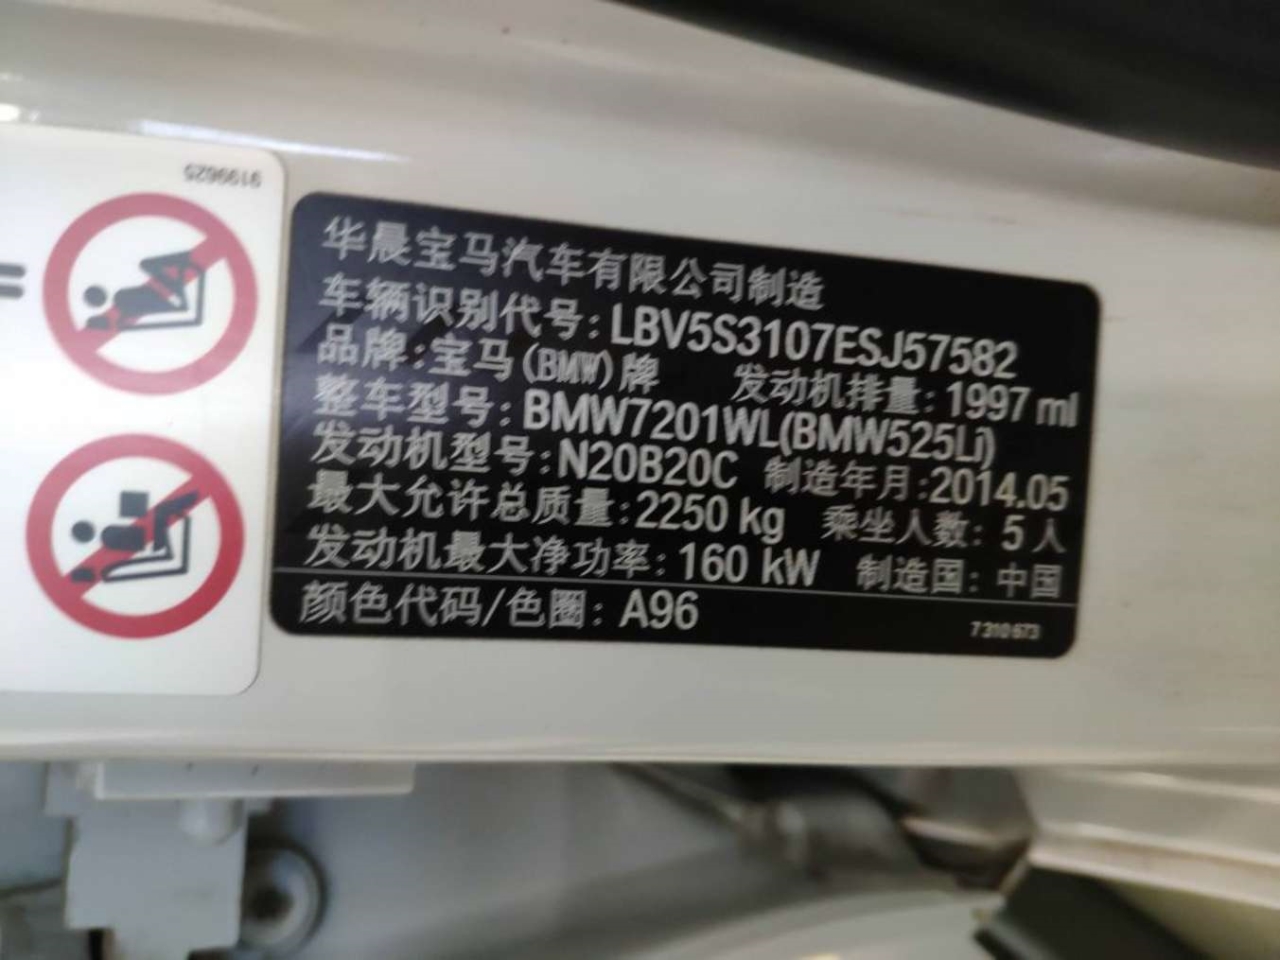 9199625
华晨宝马汽车有限公司制造
车辆识别代号: LBV5S3107ESJ57582
品牌:宝马(BMW)牌 发动机排量: 1997 ml
整车型号: BMW7201WL(BMW525Li)
发动机型号: N20B20C 制造年月:2014.05
最大允许总质量: 2250 kg 乘坐人数: 5 人
发动机最大净功率: 160 kW 制造国: 中国
颜色代码/色圈: A96
7 310 673